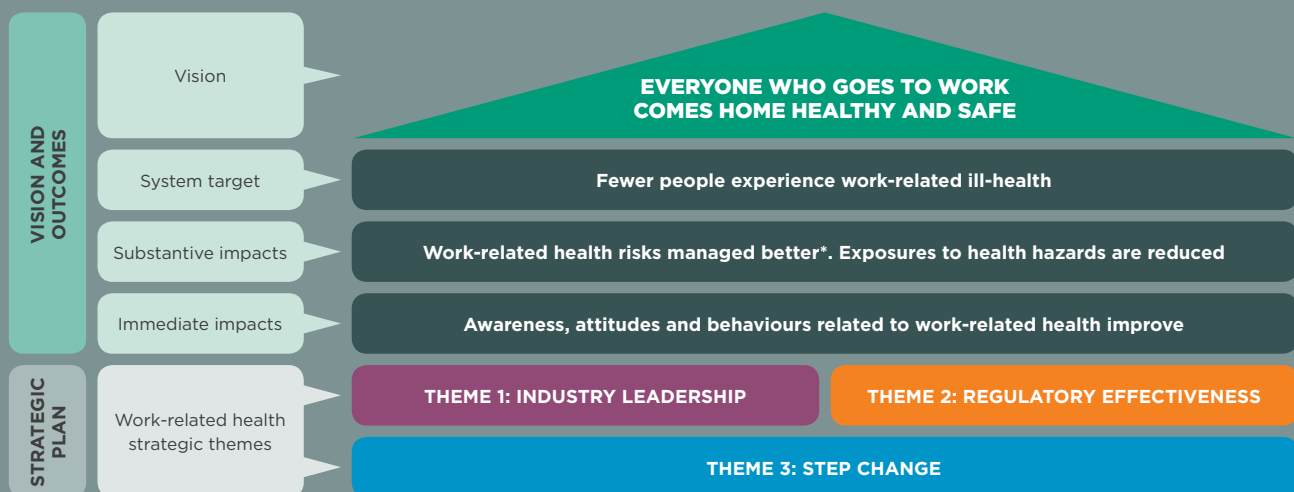 VISION AND
OUTCOMES
Vision
EVERYONE WHO GOES TO WORK
COMES HOME HEALTHY AND SAFE
System target
Fewer people experience work-related ill-health
Substantive impacts
Work-related health risks managed better*. Exposures to health hazards are reduced
Immediate impacts
Awareness, attitudes and behaviours related to work-related health improve
STRATEGIC
PLAN
Work-related health
strategic themes
THEME 1: INDUSTRY LEADERSHIP
THEME 2: REGULATORY EFFECTIVENESS
THEME 3: STEP CHANGE